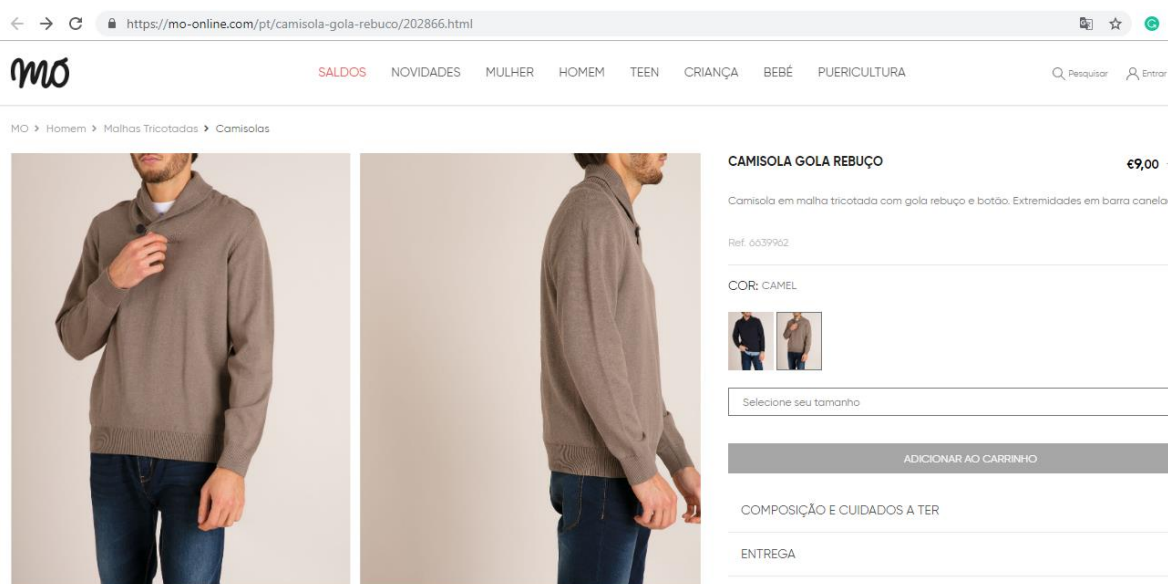 https://mo-online.com/pt/camisola-gola-rebuco/202866.html
MO
SALDOS NOVIDADES MULHER HOMEM TEEN CRIANÇA BEBÉ PUERICULTURA Pesquisar Entrar
MO > Homem > Malhas Tricotadas > Camisolas
CAMISOLA GOLA REBUÇO €9,00
Camisola em malha tricotada com gola rebuço e botão. Extremidades em barra canela
Ref. 6639962
COR: CAMEL
Selecione seu tamanho
ADICIONAR AO CARRINHO
COMPOSIÇÃO E CUIDADOS A TER
ENTREGA